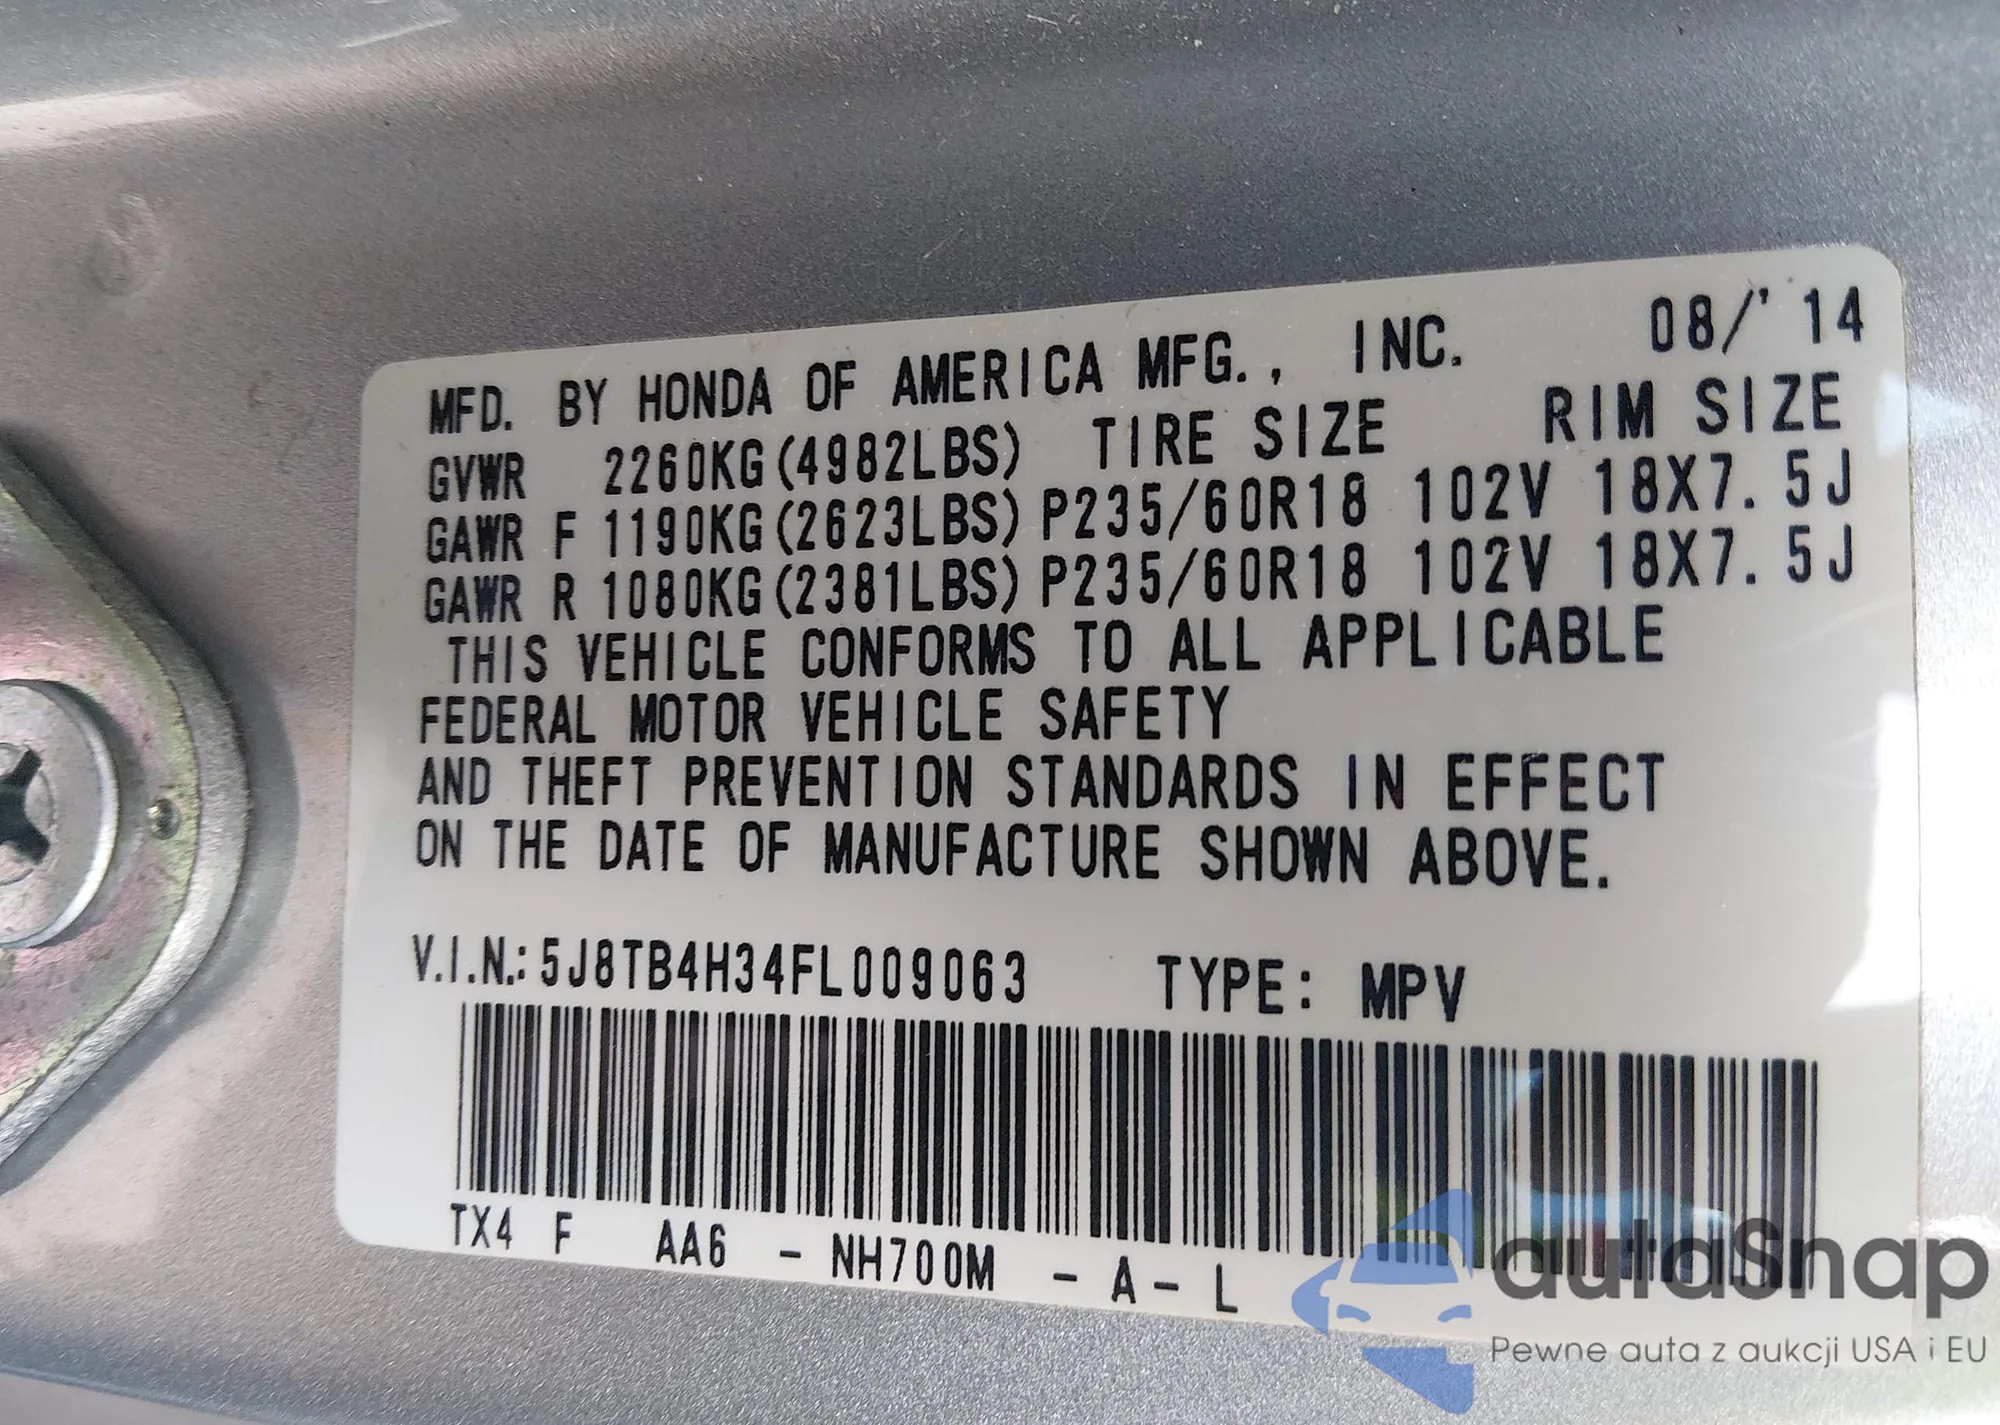 MFD. BY HONDA OF AMERICA MFG., INC. 08/'14
GVWR 2260KG(4982LBS) TIRE SIZE RIM SIZE
GAWR F 1190KG(2623LBS) P235/60R18 102V 18X7.5J
GAWR R 1080KG(2381LBS) P235/60R18 102V 18X7.5J
THIS VEHICLE CONFORMS TO ALL APPLICABLE
FEDERAL MOTOR VEHICLE SAFETY
AND THEFT PREVENTION STANDARDS IN EFFECT
ON THE DATE OF MANUFACTURE SHOWN ABOVE.
V.I.N.: 5J8TB4H34FL009063 TYPE: MPV
TX4 F AA6 - NH700M - A - L
autaSnap
Pewne auta z aukcji USA i EU